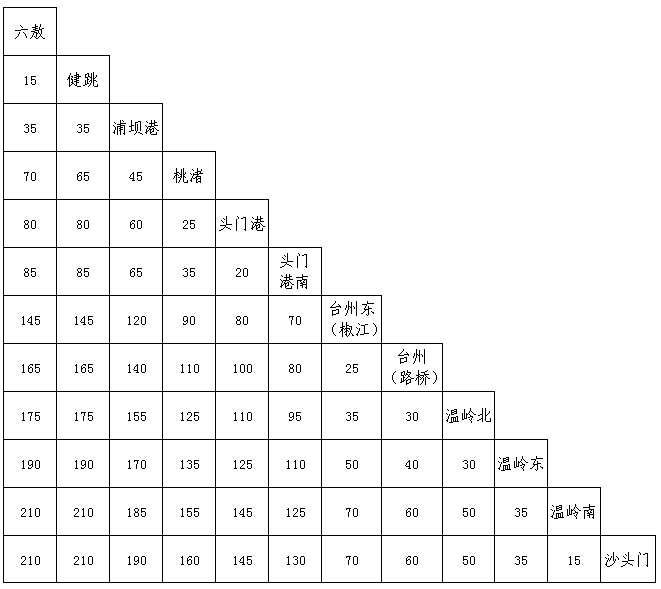 六敖
15 健跳
35 35 浦坝港
70 65 45 桃渚
80 80 60 25 头门港
85 85 65 35 20 头门
港南
145 145 120 90 80 70 台州东
（椒江）
165 165 140 110 100 80 25 台州
（路桥）
175 175 155 125 110 95 35 30 温岭北
190 190 170 135 125 110 50 40 30 温岭东
210 210 185 155 145 125 70 60 50 35 温岭南
210 210 190 160 145 130 70 60 50 35 15 沙头门